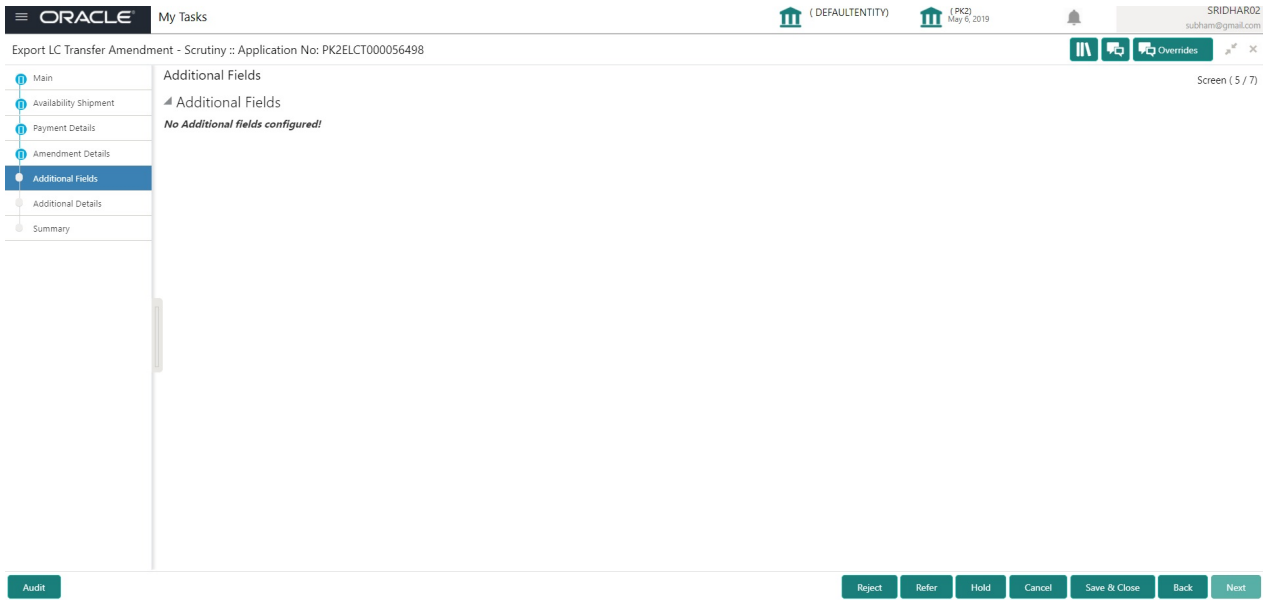 ORACLE®
My Tasks
( DEFAULTENTITY)
(PK2)
May 6, 2019
SRIDHAR02
subham@gmail.com
Export LC Transfer Amendment - Scrutiny :: Application No: PK2ELCT000056498
Overrides
Main
Availability Shipment
Payment Details
Amendment Details
Additional Fields
Additional Details
Summary
Additional Fields
Screen ( 5 / 7)
Additional Fields
No Additional fields configured!
Audit
Reject
Refer
Hold
Cancel
Save & Close
Back
Next